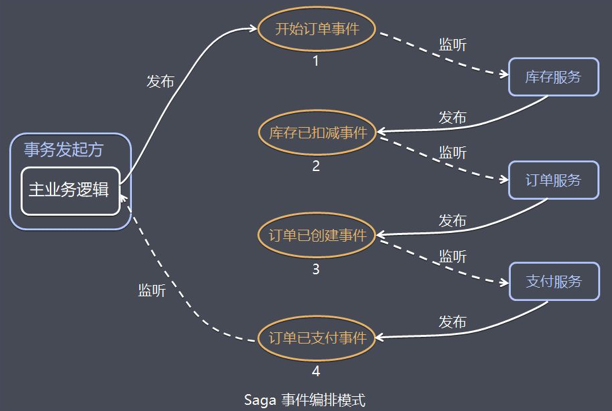 开始订单事件
1
监听
库存服务
发布
发布
库存已扣减事件
2
监听
订单服务
事务发起方
主业务逻辑
发布
订单已创建事件
3
监听
支付服务
监听
发布
订单已支付事件
4
Saga 事件编排模式